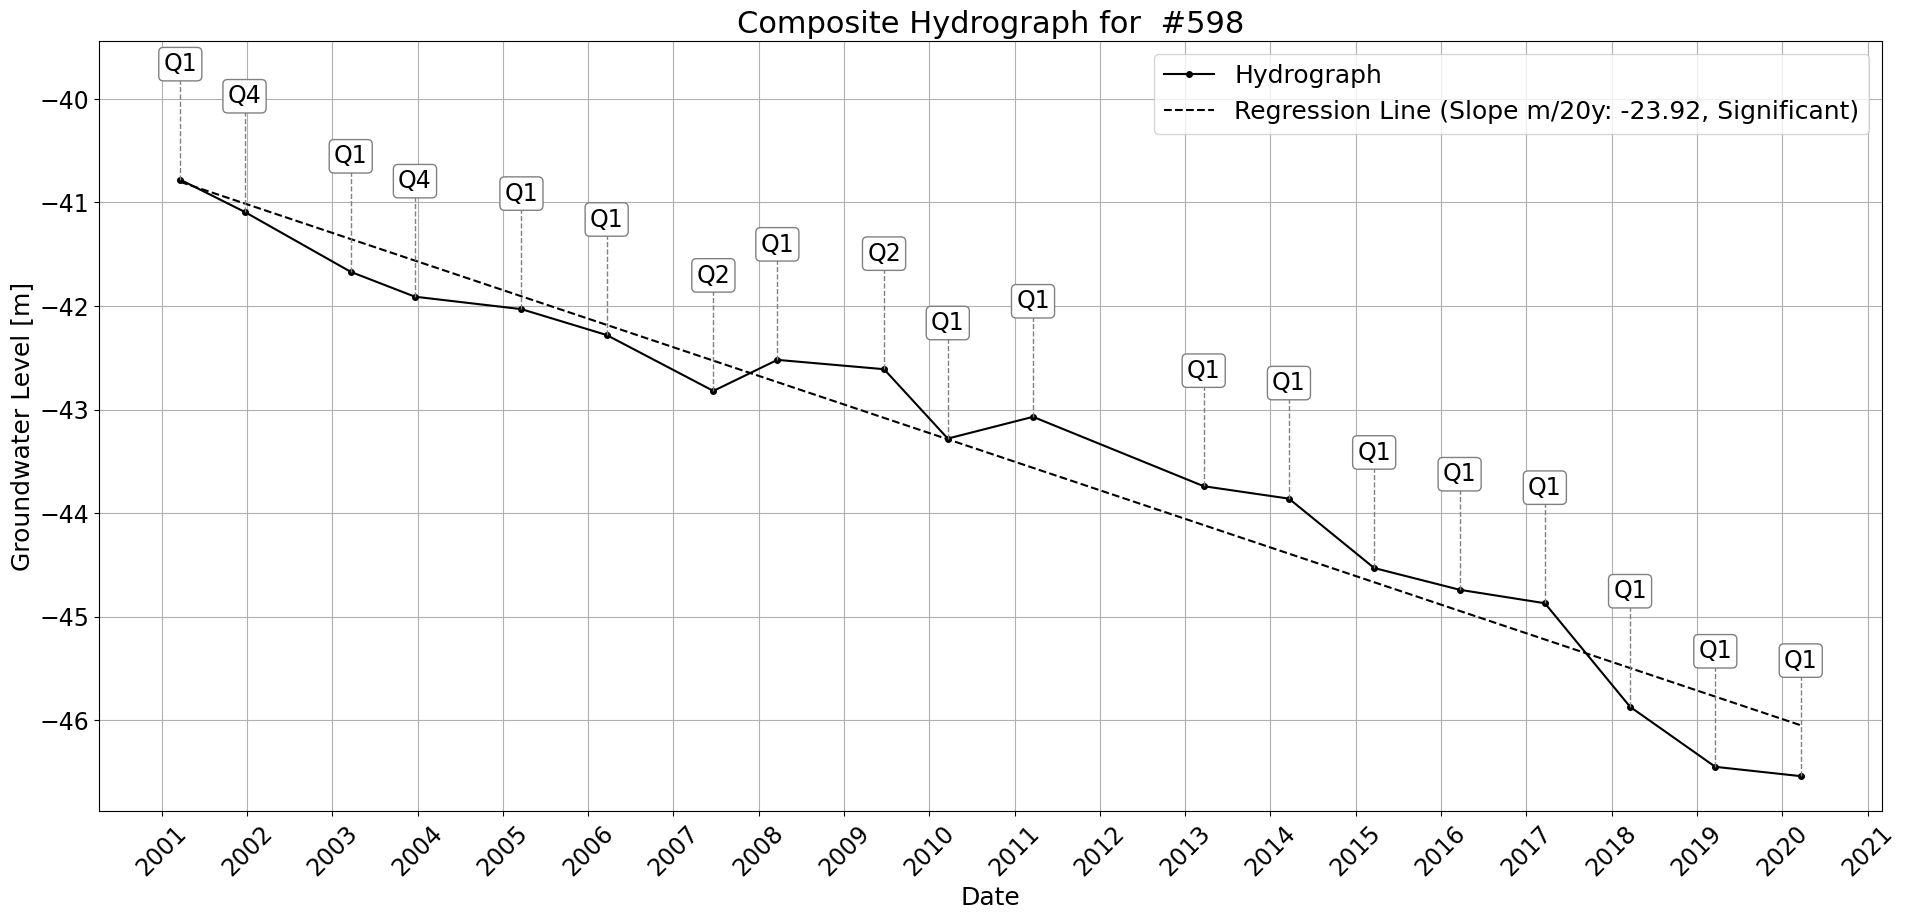 Composite Hydrograph for  #598
Hydrograph
Regression Line (Slope m/20y: -23.92, Significant)
Q1
Q4
Q1
Q4
Q1
Q1
Q2
Q1
Q2
Q1
Q1
Q1
Q1
Q1
Q1
Q1
Q1
Q1
Q1
Groundwater Level [m]
−40
−41
−42
−43
−44
−45
−46
2001
2002
2003
2004
2005
2006
2007
2008
2009
2010
2011
2012
2013
2014
2015
2016
2017
2018
2019
2020
2021
Date